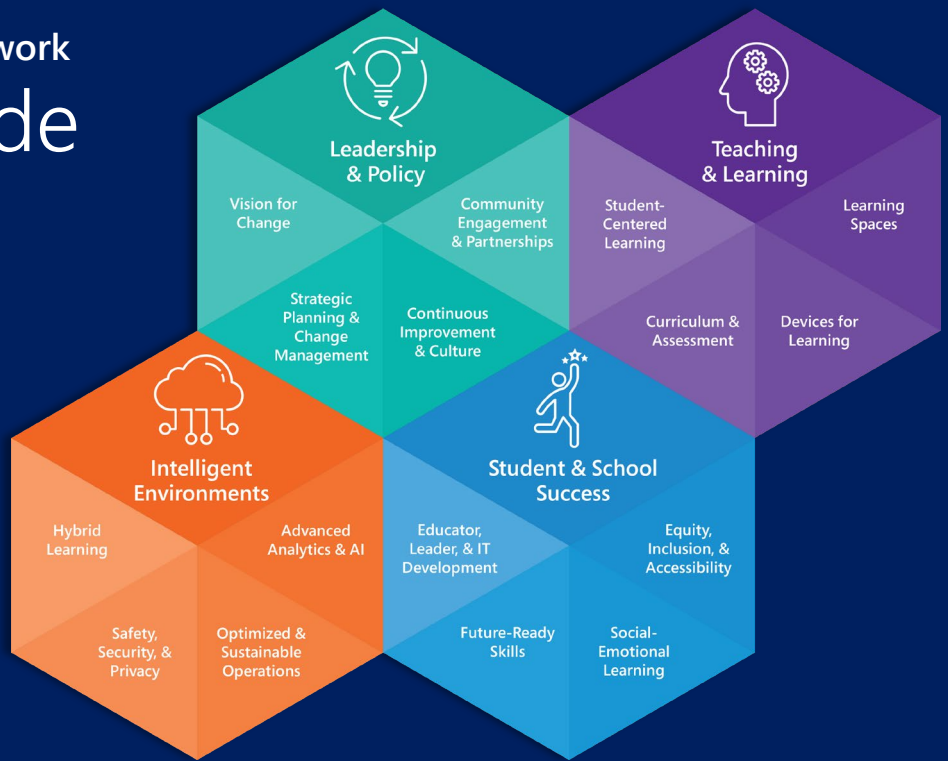 work
de
Leadership
& Policy
Vision for
Change
Community
Engagement
& Partnerships
Strategic
Planning &
Change
Management
Continuous
Improvement
& Culture
Teaching
& Learning
Student-
Centered
Learning
Learning
Spaces
Curriculum &
Assessment
Devices for
Learning
Intelligent
Environments
Hybrid
Learning
Advanced
Analytics & AI
Safety,
Security, &
Privacy
Optimized &
Sustainable
Operations
Student & School
Success
Educator,
Leader, & IT
Development
Equity,
Inclusion, &
Accessibility
Future-Ready
Skills
Social-
Emotional
Learning